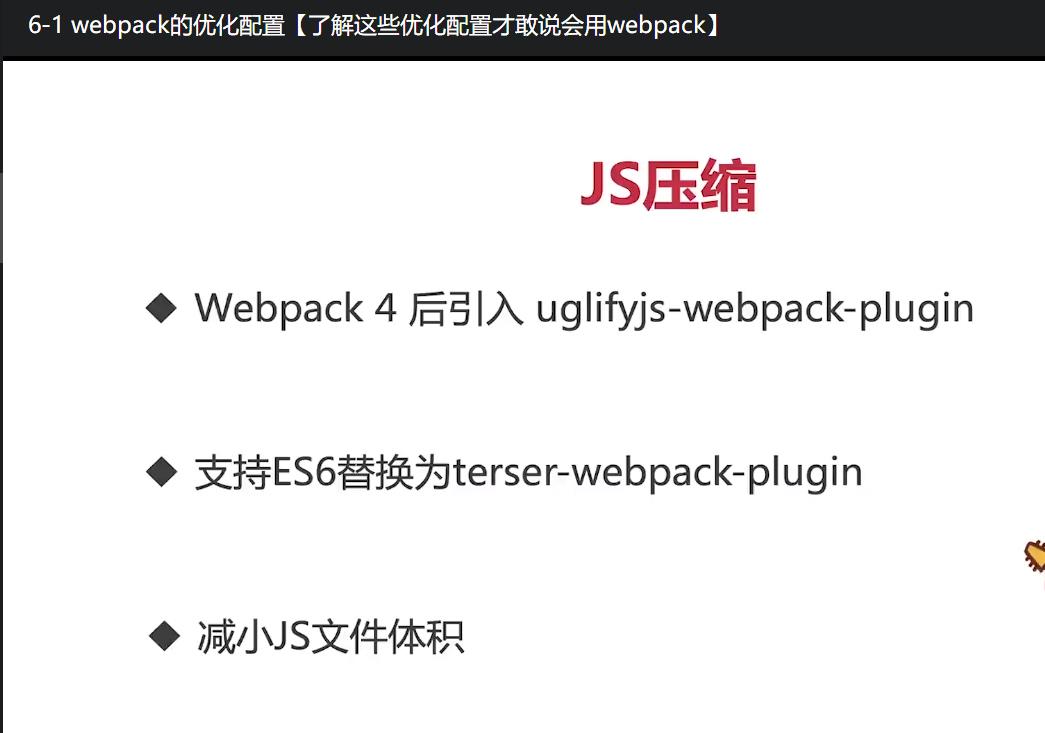 6-1 webpack的优化配置【了解这些优化配置才敢说会用webpack】
JS压缩
◆ Webpack 4 后引入 uglifyjs-webpack-plugin
◆ 支持ES6替换为terser-webpack-plugin
◆ 减小JS文件体积